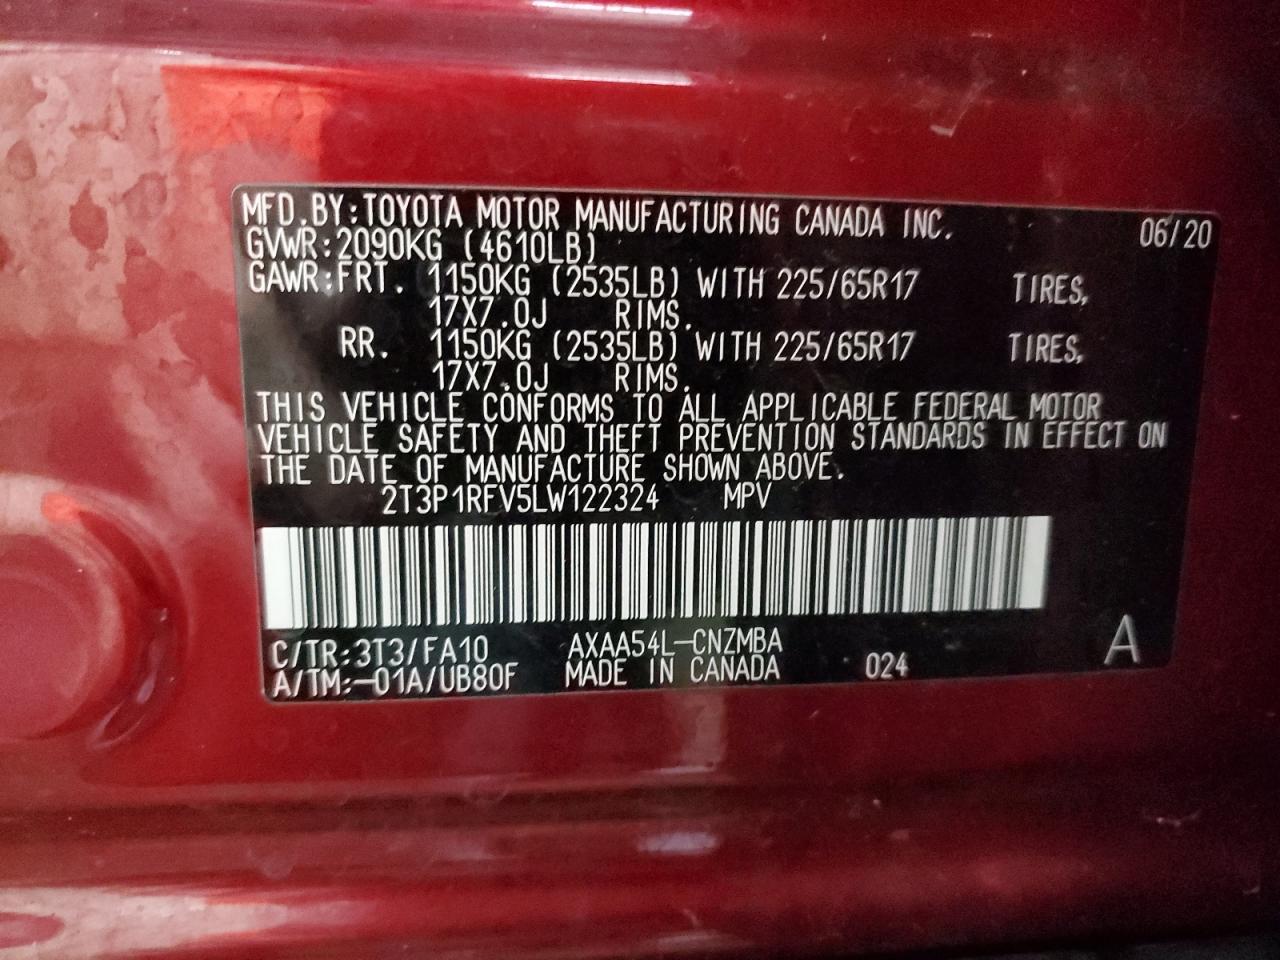 MFD.BY:TOYOTA MOTOR MANUFACTURING CANADA INC. 06/20
GVWR:2090KG (4610LB)
GAWR:FRT. 1150KG (2535LB) WITH 225/65R17 TIRES,
17X7.0J RIMS.
RR. 1150KG (2535LB) WITH 225/65R17 TIRES,
17X7.0J RIMS.
THIS VEHICLE CONFORMS TO ALL APPLICABLE FEDERAL MOTOR
VEHICLE SAFETY AND THEFT PREVENTION STANDARDS IN EFFECT ON
THE DATE OF MANUFACTURE SHOWN ABOVE.
2T3P1RFV5LW122324 MPV
C/TR:3T3/FA10 AXAA54L-CNZMBA
A/TM:-01A/UB80F MADE IN CANADA 024 A